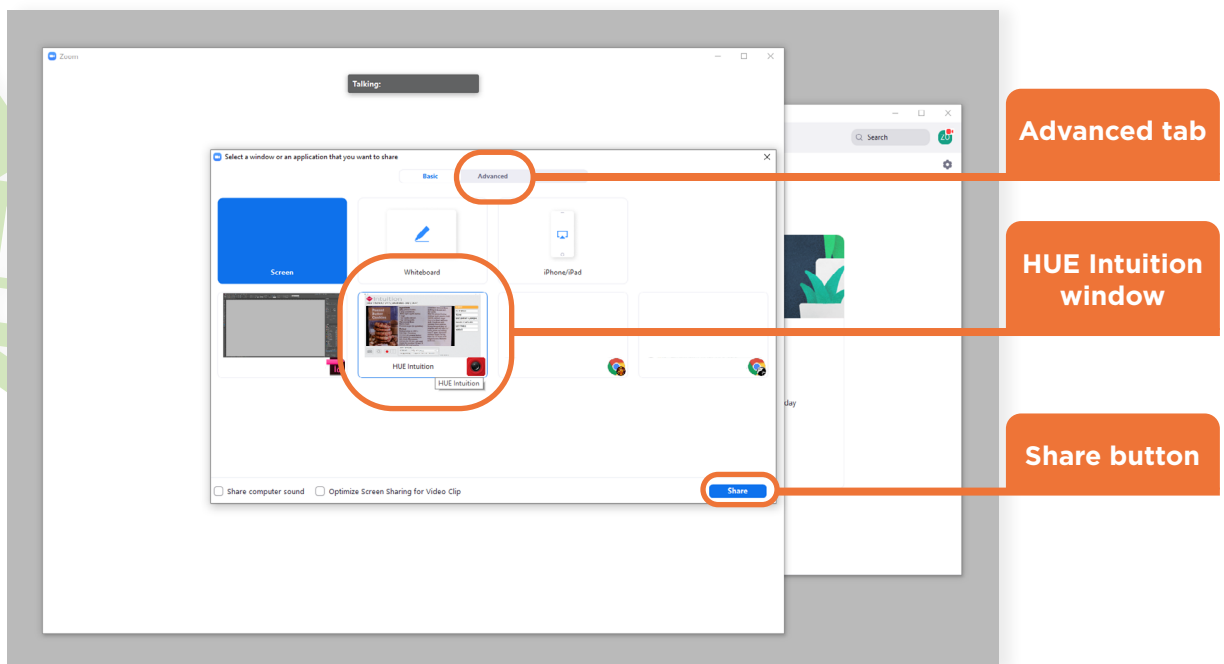 Zoom
Talking:
Advanced tab
Search
Select a window or an application that you want to share
Basic
Advanced
HUE Intuition
window
Screen
Whiteboard
iPhone/iPad
intuition
HUE Intuition
HUE Intuition
day
Share button
Share computer sound
Optimize Screen Sharing for Video Clip
Share